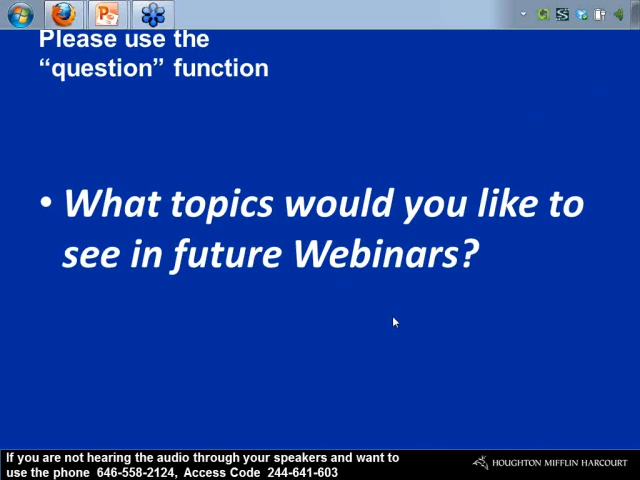 Please use the
“question” function
• What topics would you like to
see in future Webinars?
If you are not hearing the audio through your speakers and want to
use the phone 646-558-2124, Access Code 244-641-603
HOUGHTON MIFFLIN HARCOURT